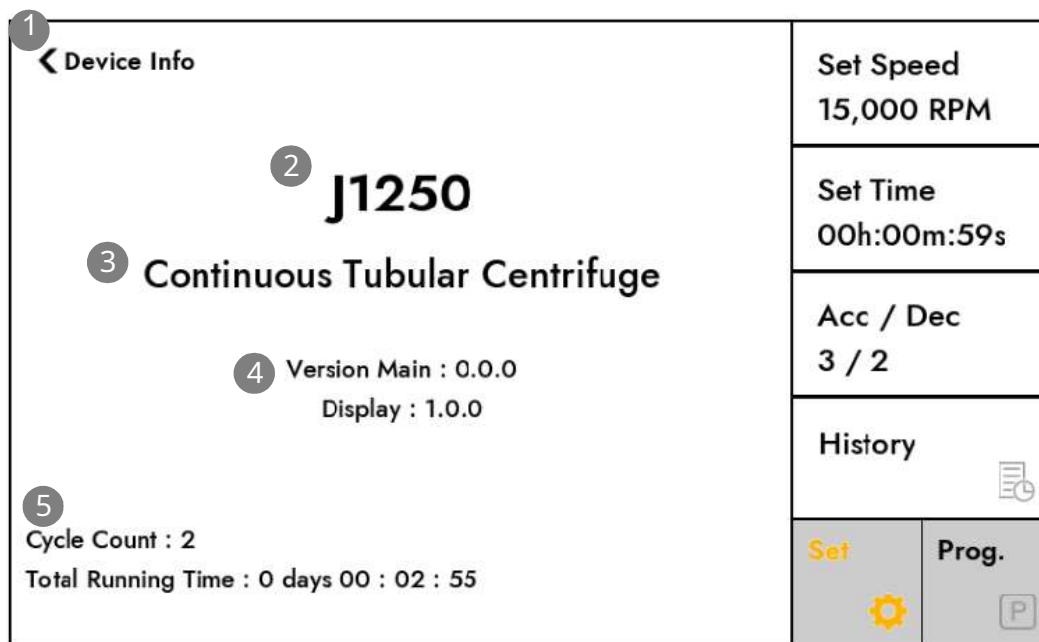 1
Device Info
2
J1250
3
Continuous Tubular Centrifuge
4
Version Main : 0.0.0
Display : 1.0.0
5
Cycle Count : 2
Total Running Time : 0 days 00 : 02 : 55
Set Speed
15,000 RPM
Set Time
00h:00m:59s
Acc / Dec
3 / 2
History
Set
Prog.
P